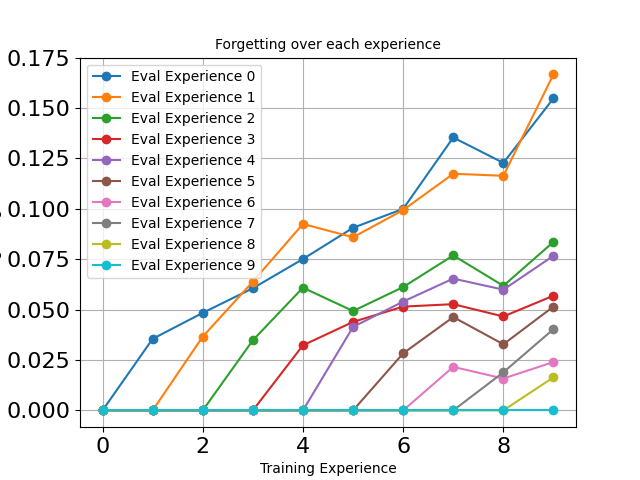 Forgetting over each experience
0.175
0.150
0.125
0.100
0.075
0.050
0.025
0.000
Eval Experience 0
Eval Experience 1
Eval Experience 2
Eval Experience 3
Eval Experience 4
Eval Experience 5
Eval Experience 6
Eval Experience 7
Eval Experience 8
Eval Experience 9
0 2 4 6 8
Training Experience